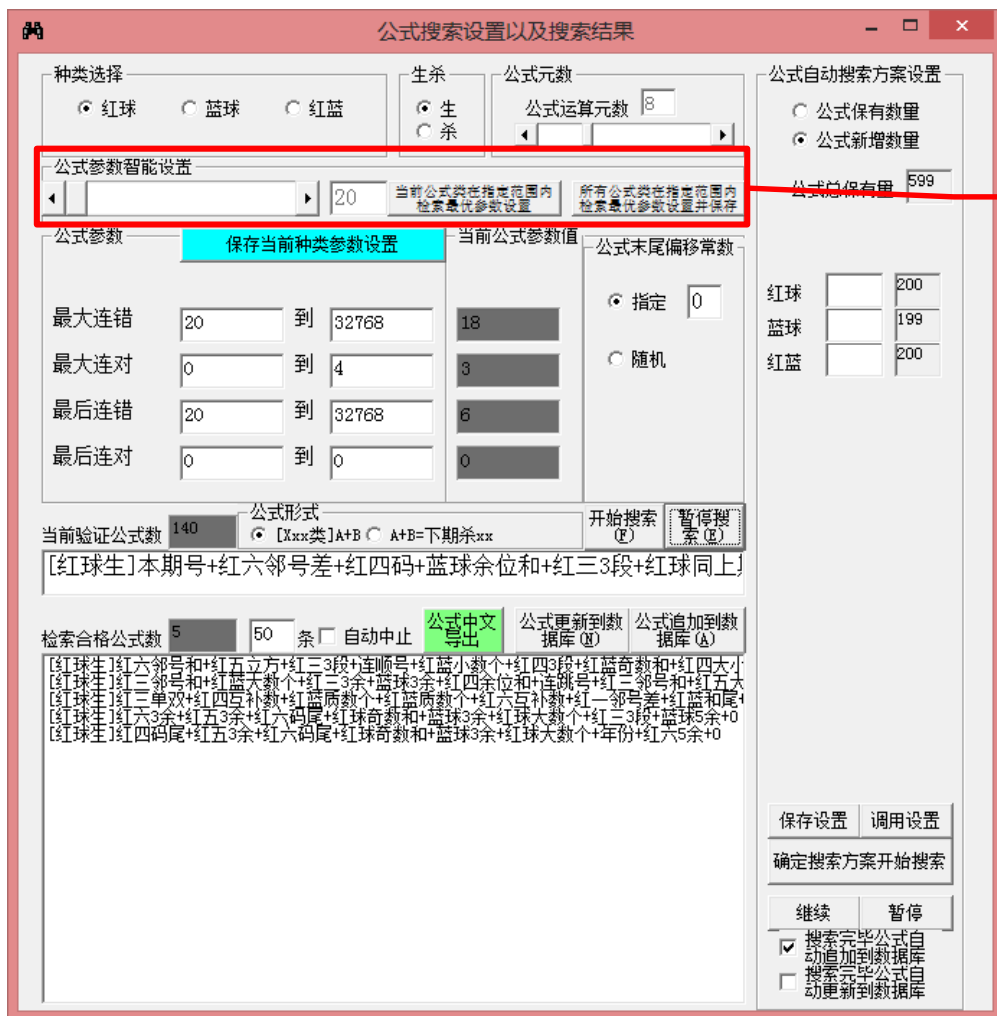 公式搜索设置以及搜索结果
种类选择
红球 蓝球 红蓝
生杀
生
杀
公式元数
公式运算元数 8
公式自动搜索方案设置
公式保有数量
公式新增数量
公式总保有量 599
公式参数智能设置
20
当前公式类在指定范围内
检索最优参数设置
所有公式类在指定范围内
检索最优参数设置并保存
公式参数
保存当前种类参数设置
当前公式参数值
公式末尾偏移常数
最大连错 20 到 32768 18
最大连对 0 到 4 3
最后连错 20 到 32768 6
最后连对 0 到 0 0
指定 0
随机
红球 200
蓝球 199
红蓝 200
当前验证公式数 140
公式形式
[Xxx类]A+B A+B=下期杀xx
开始搜索
(F)
暂停搜
索(E)
[红球生]本期号+红六邻号差+红四码+蓝球余位和+红三3段+红球同上
检索合格公式数 5 50 条 自动中止
公式中文
导出
公式更新到数
据库(N)
公式追加到数
据库(A)
[红球生]红六邻号和+红五立方+红三3段+连顺号+红蓝小数个+红四3段+红蓝奇数和+红四大小
[红球生]红三邻号和+红蓝大数个+红三3余+蓝球3余+红四余位和+连跳号+红三邻号和+红五大
[红球生]红三单双+红四互补数+红蓝质数个+红蓝质数个+红六互补数+红一邻号差+红蓝和尾+
[红球生]红六3余+红五3余+红六码尾+红球奇数和+蓝球3余+红球大数个+红三3段+蓝球5余+0
[红球生]红四码尾+红五3余+红六码尾+红球奇数和+蓝球3余+红球大数个+年份+红六5余+0
保存设置 调用设置
确定搜索方案开始搜索
继续 暂停
搜索完毕公式自
动追加到数据库
搜索完毕公式自
动更新到数据库